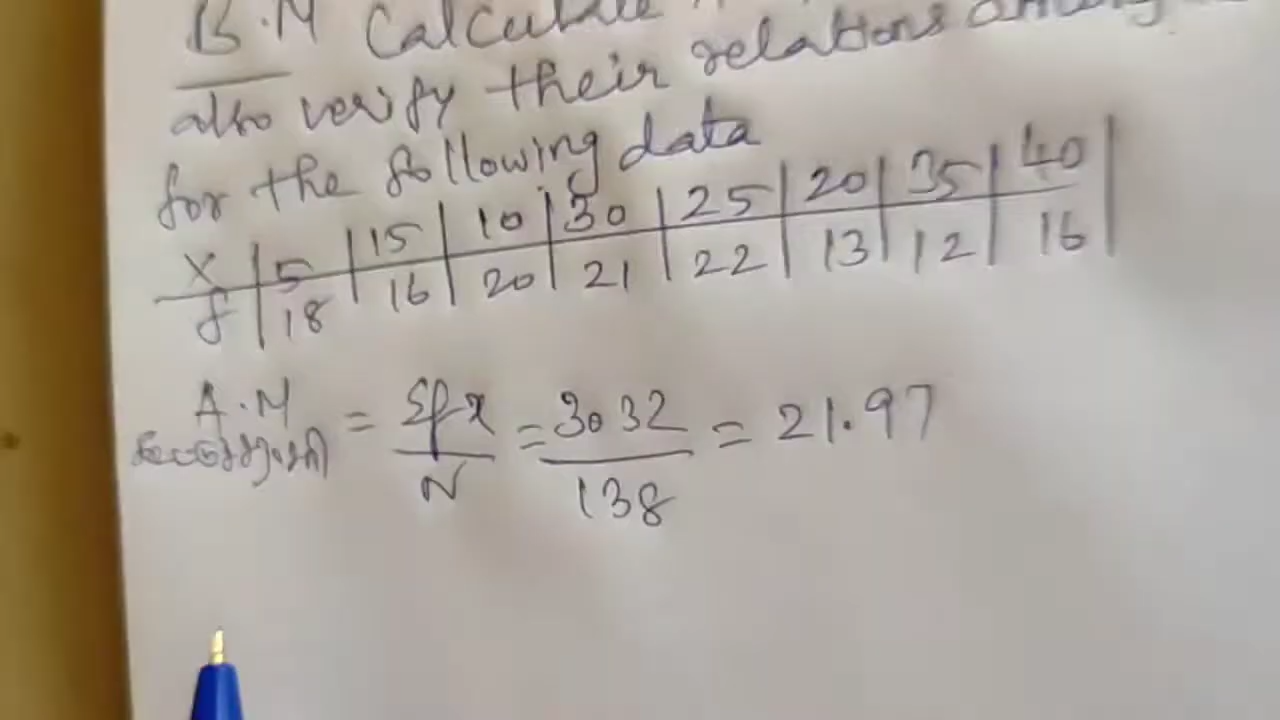 B.M Calculate
also verify their relations among
for the following data
X | 5 | 15 | 10 | 30 | 25 | 20 | 35 | 40 |
f | 18 | 16 | 20 | 21 | 22 | 13 | 12 | 16 |
A.M = Σfx / N = 3032 / 138 = 21.97